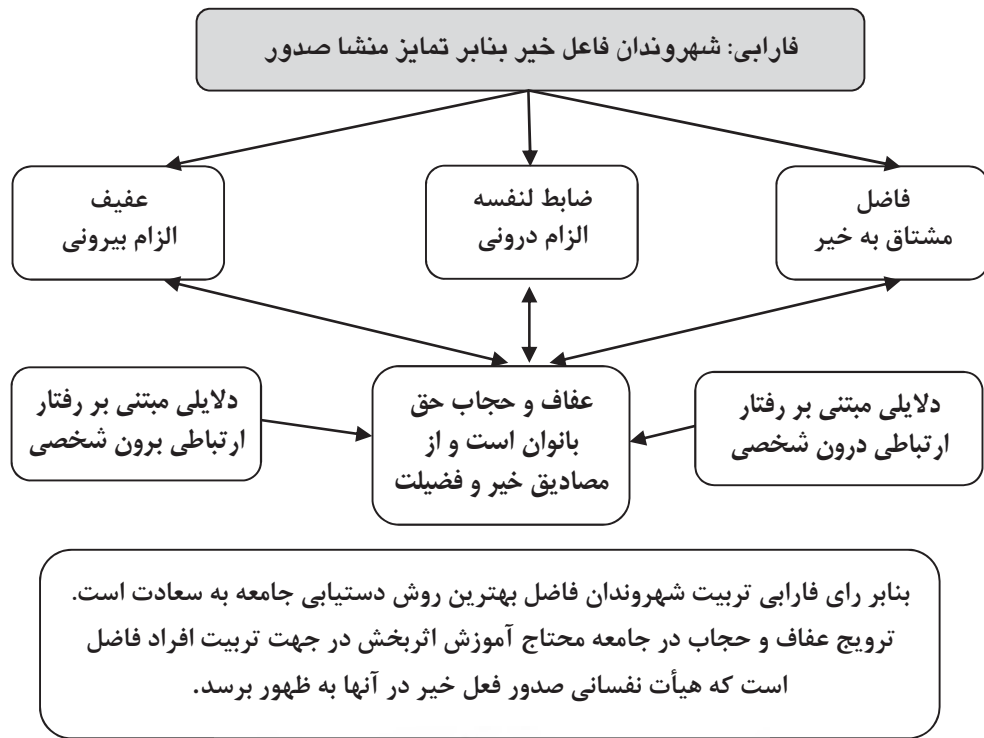 فارابی: شهروندان فاعل خیر بنابر تمایز منشا صدور
فاضل
مشتاق به خیر
ضابط لنفسه
الزام درونی
عفیف
الزام بیرونی
دلایلی مبتنی بر رفتار
ارتباطی درون شخصی
عفاف و حجاب حق
بانوان است و از
مصادیق خیر و فضیلت
دلایلی مبتنی بر رفتار
ارتباطی برون شخصی
بنابر رای فارابی تربیت شهروندان فاضل بهترین روش دستیابی جامعه به سعادت است.
ترویج عفاف و حجاب در جامعه محتاج آموزش اثربخش در جهت تربیت افراد فاضل
است که هیأت نفسانی صدور فعل خیر در آنها به ظهور برسد.